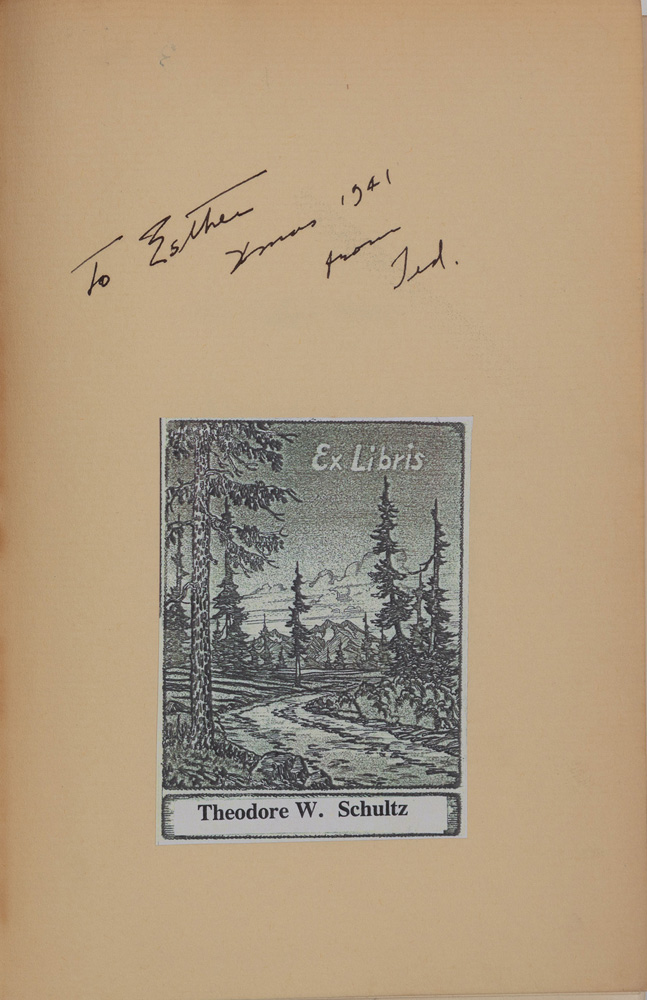 To Esther
Xmas 1941
from
Ted.
Ex Libris
Theodore W. Schultz